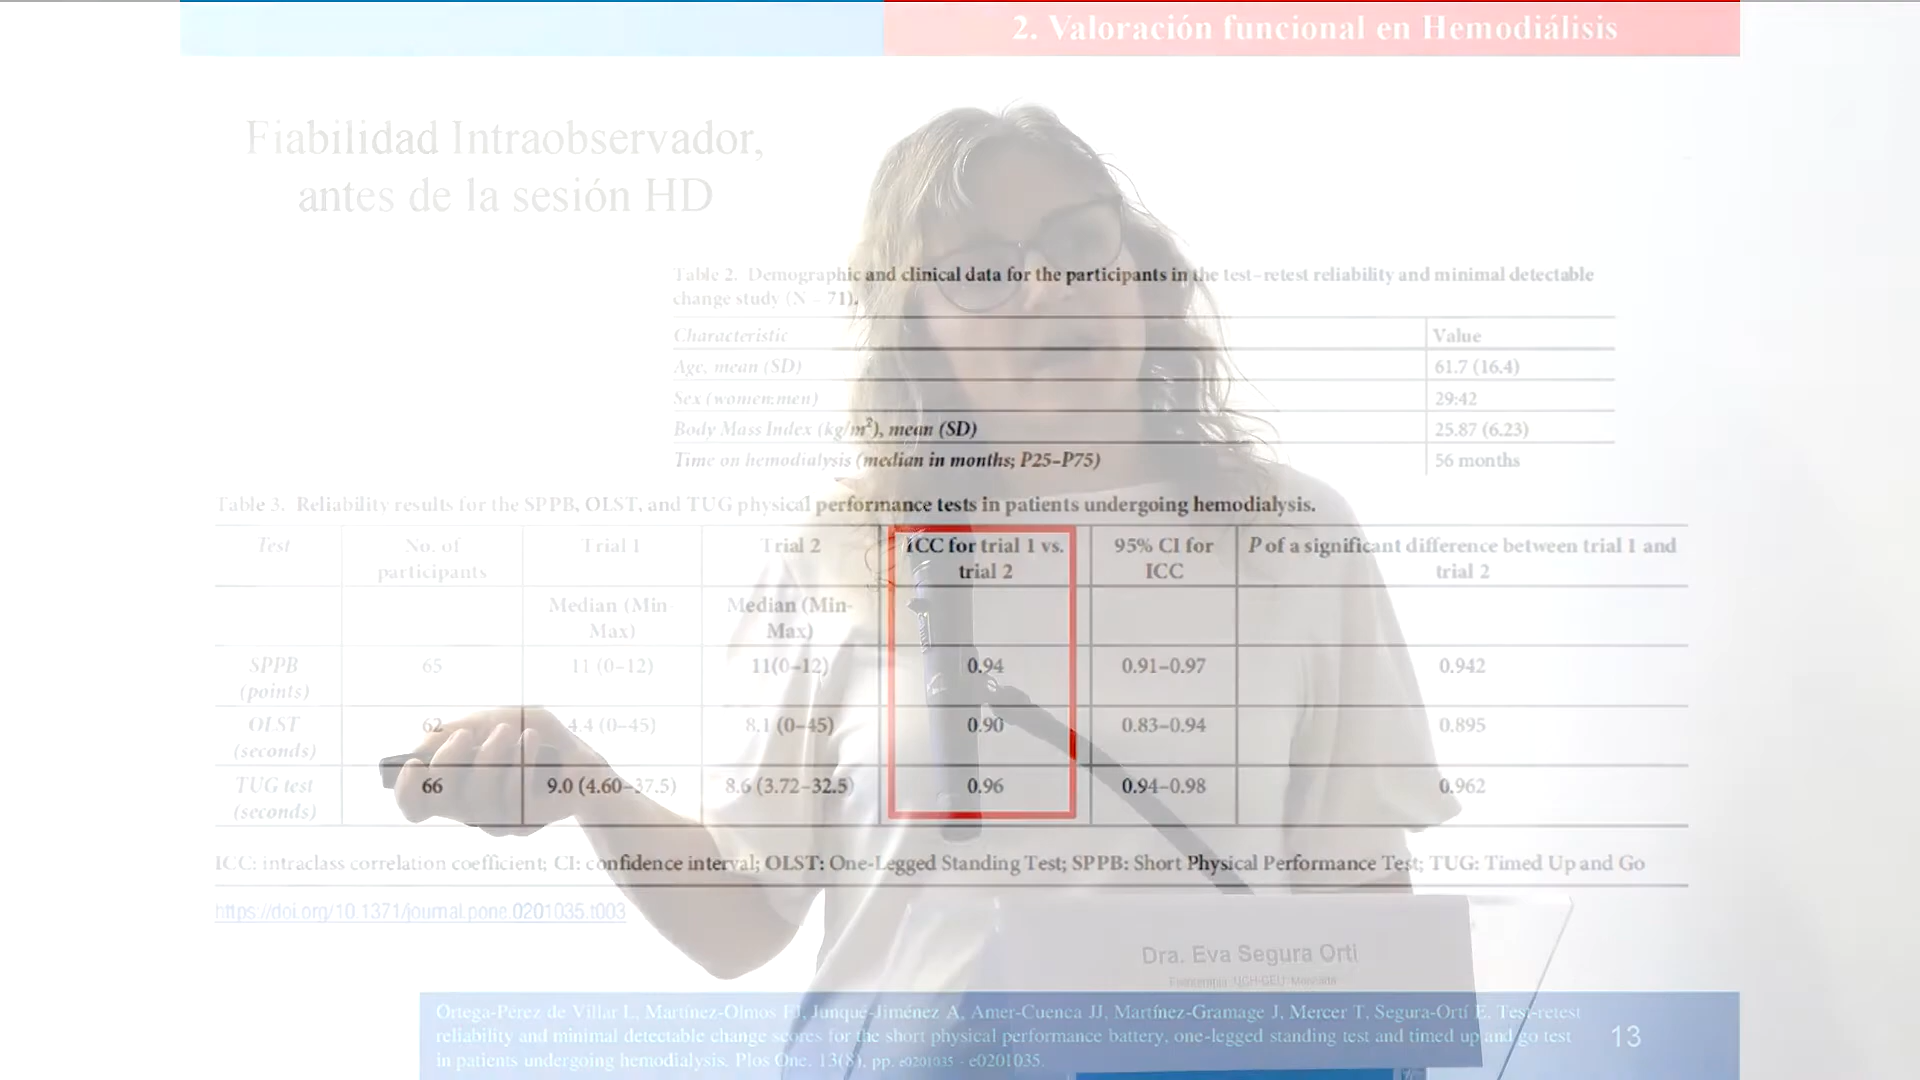 2. Valoración funcional en Hemodiálisis
Fiabilidad Intraobservador,
antes de la sesión HD
Table 2. Demographic and clinical data for the participants in the test–retest reliability and minimal detectable
change study (N = 71).
Characteristic Value
Age, mean (SD) 61.7 (16.4)
Sex (women:men) 29:42
Body Mass Index (kg/m²), mean (SD) 25.87 (6.23)
Time on hemodialysis (median in months; P25–P75) 56 months
Table 3. Reliability results for the SPPB, OLST, and TUG physical performance tests in patients undergoing hemodialysis.
Test No. of participants Trial 1 Trial 2 ICC for trial 1 vs. trial 2 95% CI for ICC P of a significant difference between trial 1 and trial 2
Median (Min-Max) Median (Min-Max)
SPPB (points) 65 11 (0–12) 11(0–12) 0.94 0.91–0.97 0.942
OLST (seconds) 62 4.4 (0–45) 8.1 (0–45) 0.90 0.83–0.94 0.895
TUG test (seconds) 66 9.0 (4.60–37.5) 8.6 (3.72–32.5) 0.96 0.94–0.98 0.962
ICC: intraclass correlation coefficient; CI: confidence interval; OLST: One-Legged Standing Test; SPPB: Short Physical Performance Test; TUG: Timed Up and Go
https://doi.org/10.1371/journal.pone.0201035.t003
Dra. Eva Segura Orti
Ortega-Pérez de Villar L, Martínez-Olmos FJ, Junqué-Jiménez A, Amer-Cuenca JJ, Martínez-Gramage J, Mercer T, Segura-Ortí E. Test-retest
reliability and minimal detectable change scores for the short physical performance battery, one-legged standing test and timed up and go test
in patients undergoing hemodialysis. Plos One. 13(8), pp. e0201035 - e0201035.
13